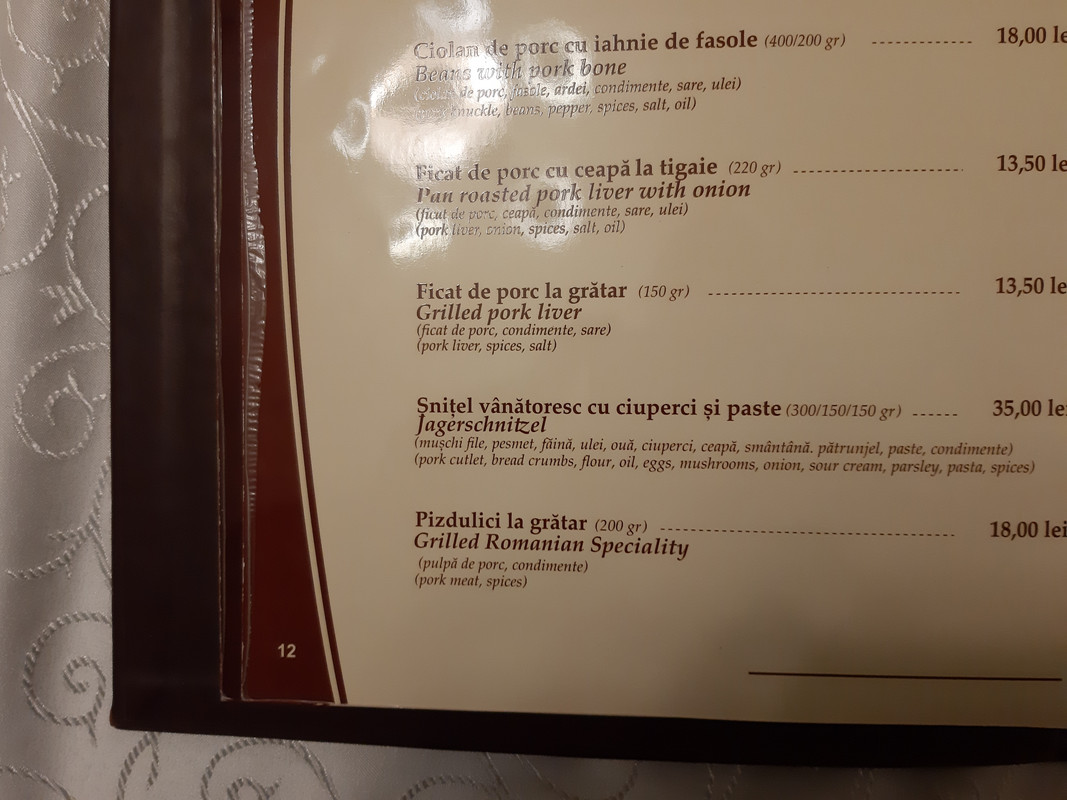 Ciolan de porc cu iahnie de fasole (400/200 gr) ---------------- 18,00 le
Beans with pork bone
(ciolan de porc, fasole, ardei, condimente, sare, ulei)
knuckle, beans, pepper, spices, salt, oil)
Ficat de porc cu ceapă la tigaie (220 gr) --------------------------- 13,50 le
Pan roasted pork liver with onion
(ficat de porc, ceapă, condimente, sare, ulei)
(pork liver, onion, spices, salt, oil)
Ficat de porc la grătar (150 gr) ---------------------------------------- 13,50 le
Grilled pork liver
(ficat de porc, condimente, sare)
(pork liver, spices, salt)
Șnițel vânătoresc cu ciuperci și paste (300/150/150 gr) ------ 35,00 lei
Jagerschnitzel
(mușchi file, pesmet, făină, ulei, ouă, ciuperci, ceapă, smântână. pătrunjel, paste, condimente)
(pork cutlet, bread crumbs, flour, oil, eggs, mushrooms, onion, sour cream, parsley, pasta, spices)
Pizdulici la grătar (200 gr) ----------------------------------------------- 18,00 lei
Grilled Romanian Speciality
(pulpă de porc, condimente)
(pork meat, spices)
12